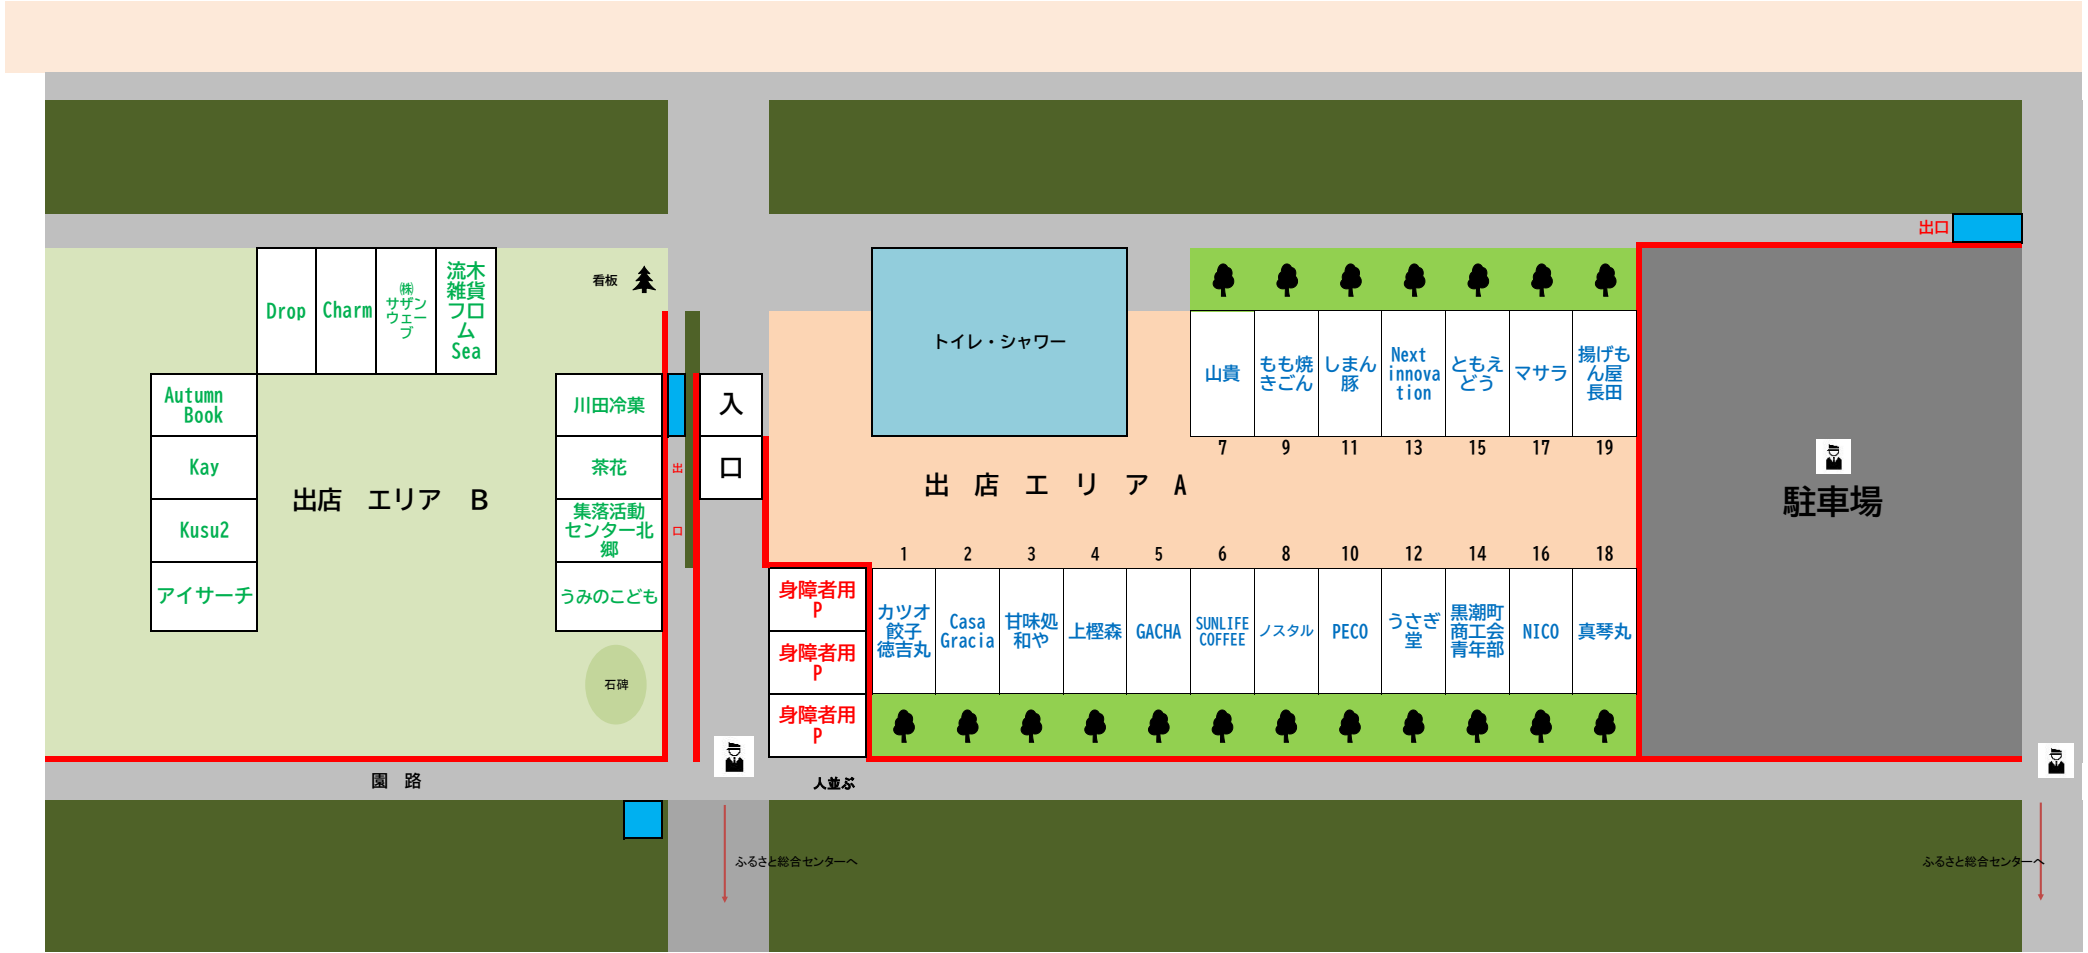 出口
看板
Drop
Charm
㈱
サザン
ウェー
ブ
流木
雑貨
フロ
ム
Sea
トイレ・シャワー
山貴
もも焼
きごん
しまん
豚
Next
innova
tion
ともえ
どう
マサラ
揚げも
ん屋
長田
7
9
11
13
15
17
19
Autumn
Book
Kay
Kusu2
アイサーチ
出店 エリア B
川田冷菓
茶花
集落活動
センター北
郷
うみのこども
出
口
入
口
出 店 エ リ ア A
駐車場
1
2
3
4
5
6
8
10
12
14
16
18
身障者用
P
身障者用
P
身障者用
P
カツオ
餃子
徳吉丸
Casa
Gracia
甘味処
和や
上樫森
GACHA
SUNLIFE
COFFEE
ノスタル
PECO
うさぎ
堂
黒潮町
商工会
青年部
NICO
真琴丸
石碑
園 路
人並ぶ
ふるさと総合センターへ
ふるさと総合センターへ